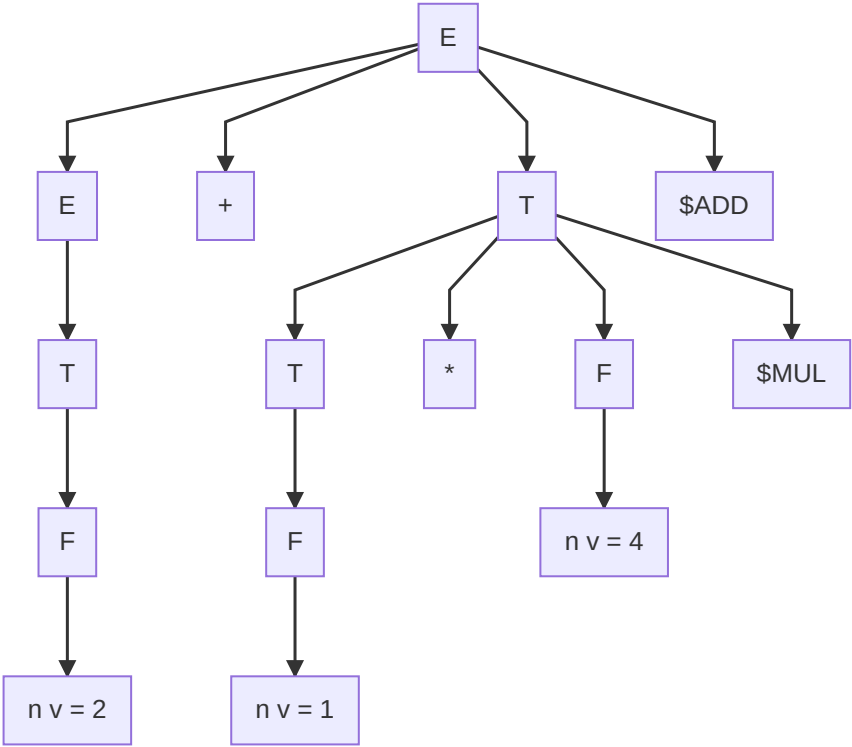 E
E
+
T
$ADD
T
T
*
F
$MUL
F
F
n v = 4
n v = 2
n v = 1